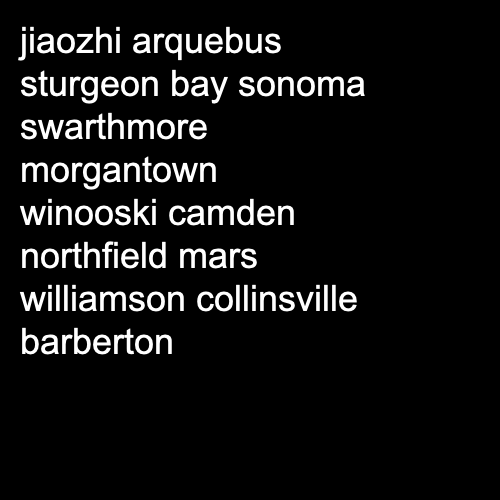 jiaozhi arquebus
sturgeon bay sonoma
swarthmore
morgantown
winooski camden
northfield mars
williamson collinsville
barberton